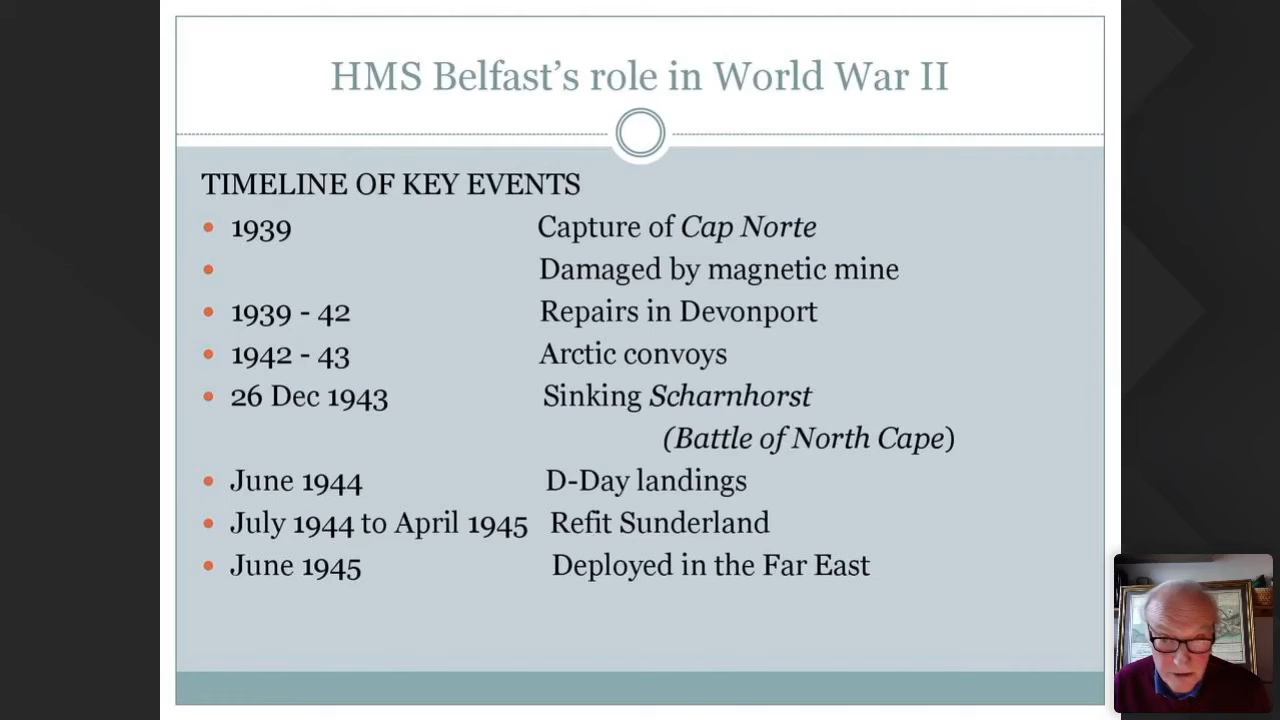 HMS Belfast’s role in World War II
TIMELINE OF KEY EVENTS
• 1939 Capture of Cap Norte
• Damaged by magnetic mine
• 1939 - 42 Repairs in Devonport
• 1942 - 43 Arctic convoys
• 26 Dec 1943 Sinking Scharnhorst
(Battle of North Cape)
• June 1944 D-Day landings
• July 1944 to April 1945 Refit Sunderland
• June 1945 Deployed in the Far East